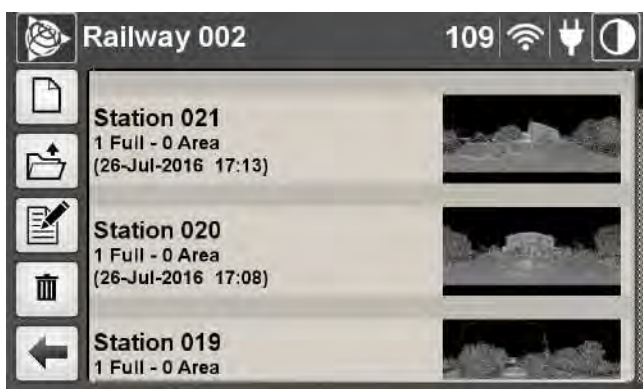 Railway 002
109
Station 021
1 Full - 0 Area
(26-Jul-2016 17:13)
Station 020
1 Full - 0 Area
(26-Jul-2016 17:08)
Station 019
1 Full - 0 Area